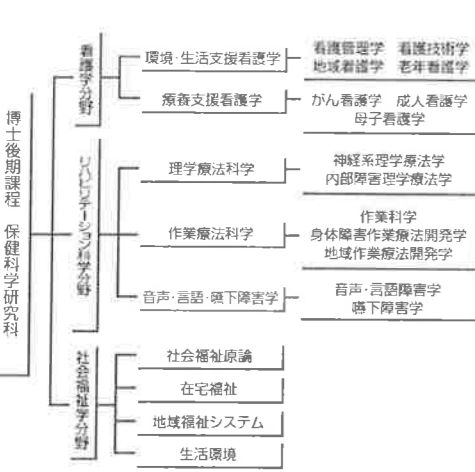 博士後期課程 保健科学研究科
看護学分野
環境・生活支援看護学
看護管理学 看護技術学
地域看護学 老年看護学
療養支援看護学
がん看護学 成人看護学
母子看護学
リハビリテーション科学分野
理学療法科学
神経系理学療法学
内部障害理学療法学
作業療法科学
作業科学
身体障害作業療法開発学
地域作業療法開発学
音声・言語・嚥下障害学
音声・言語障害学
嚥下障害学
社会福祉学分野
社会福祉原論
在宅福祉
地域福祉システム
生活環境